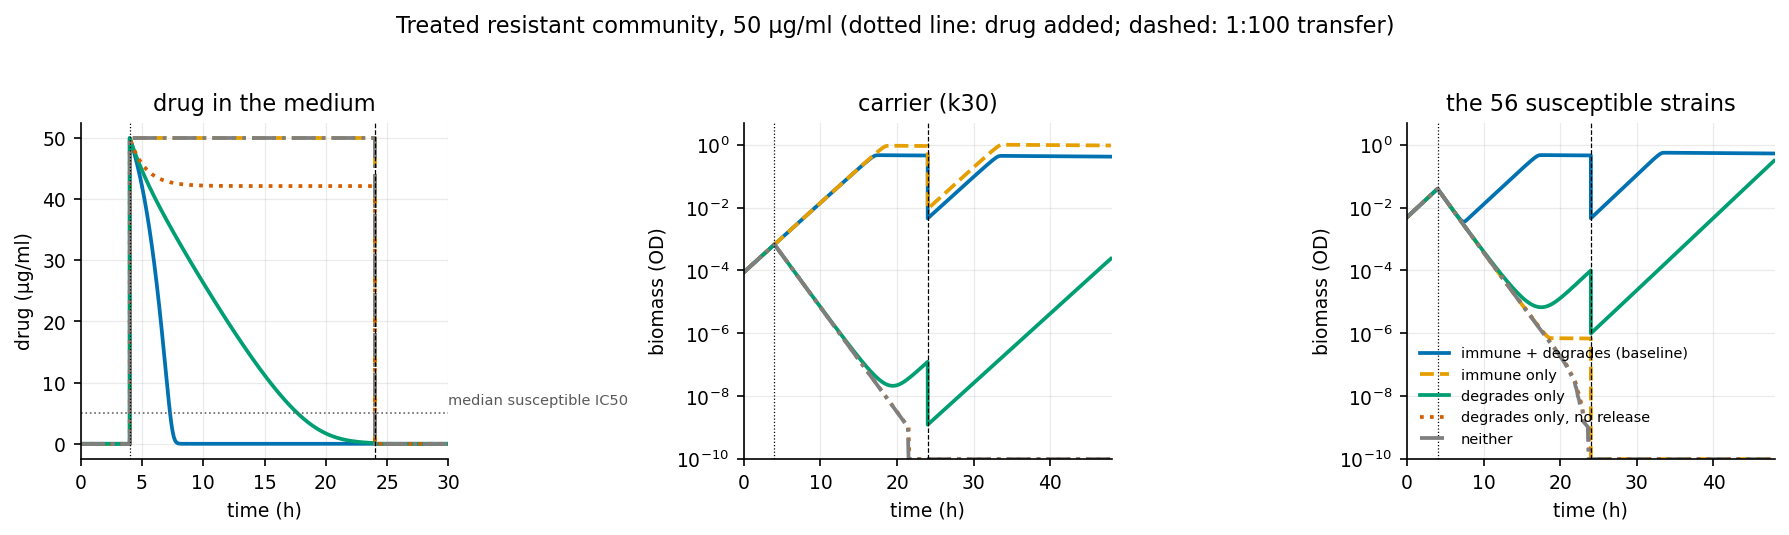 Treated resistant community, 50 µg/ml (dotted line: drug added; dashed: 1:100 transfer)
drug in the medium
50
40
30
20
10
0
drug (µg/ml)
median susceptible IC50
0 5 10 15 20 25 30
time (h)
carrier (k30)
10⁰
10⁻²
10⁻⁴
10⁻⁶
10⁻⁸
10⁻¹⁰
biomass (OD)
0 10 20 30 40
time (h)
the 56 susceptible strains
10⁰
10⁻²
10⁻⁴
10⁻⁶
10⁻⁸
10⁻¹⁰
biomass (OD)
immune + degrades (baseline)
immune only
degrades only
degrades only, no release
neither
0 10 20 30 40
time (h)